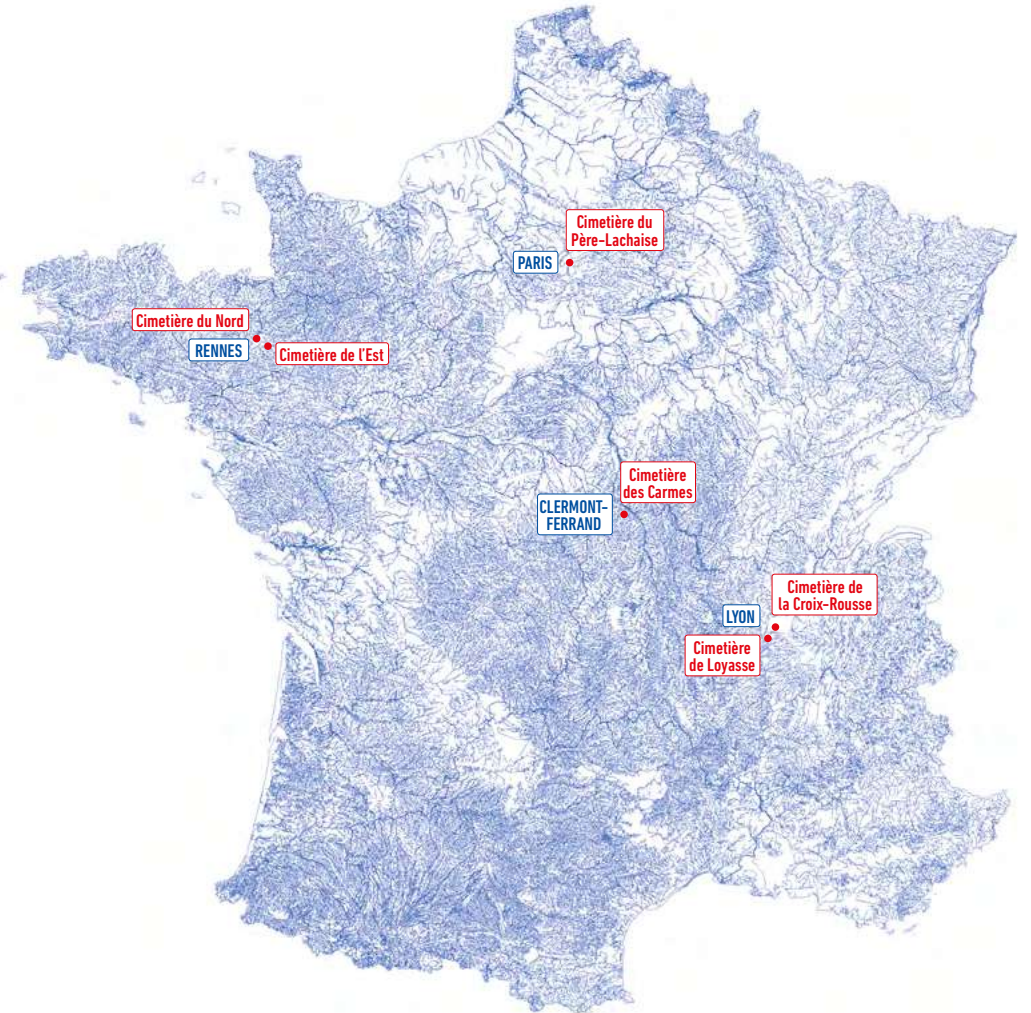 Cimetière du
Père-Lachaise
PARIS
Cimetière du Nord
RENNES
Cimetière de l'Est
Cimetière
des Carmes
CLERMONT-
FERRAND
Cimetière de
la Croix-Rousse
LYON
Cimetière
de Loyasse